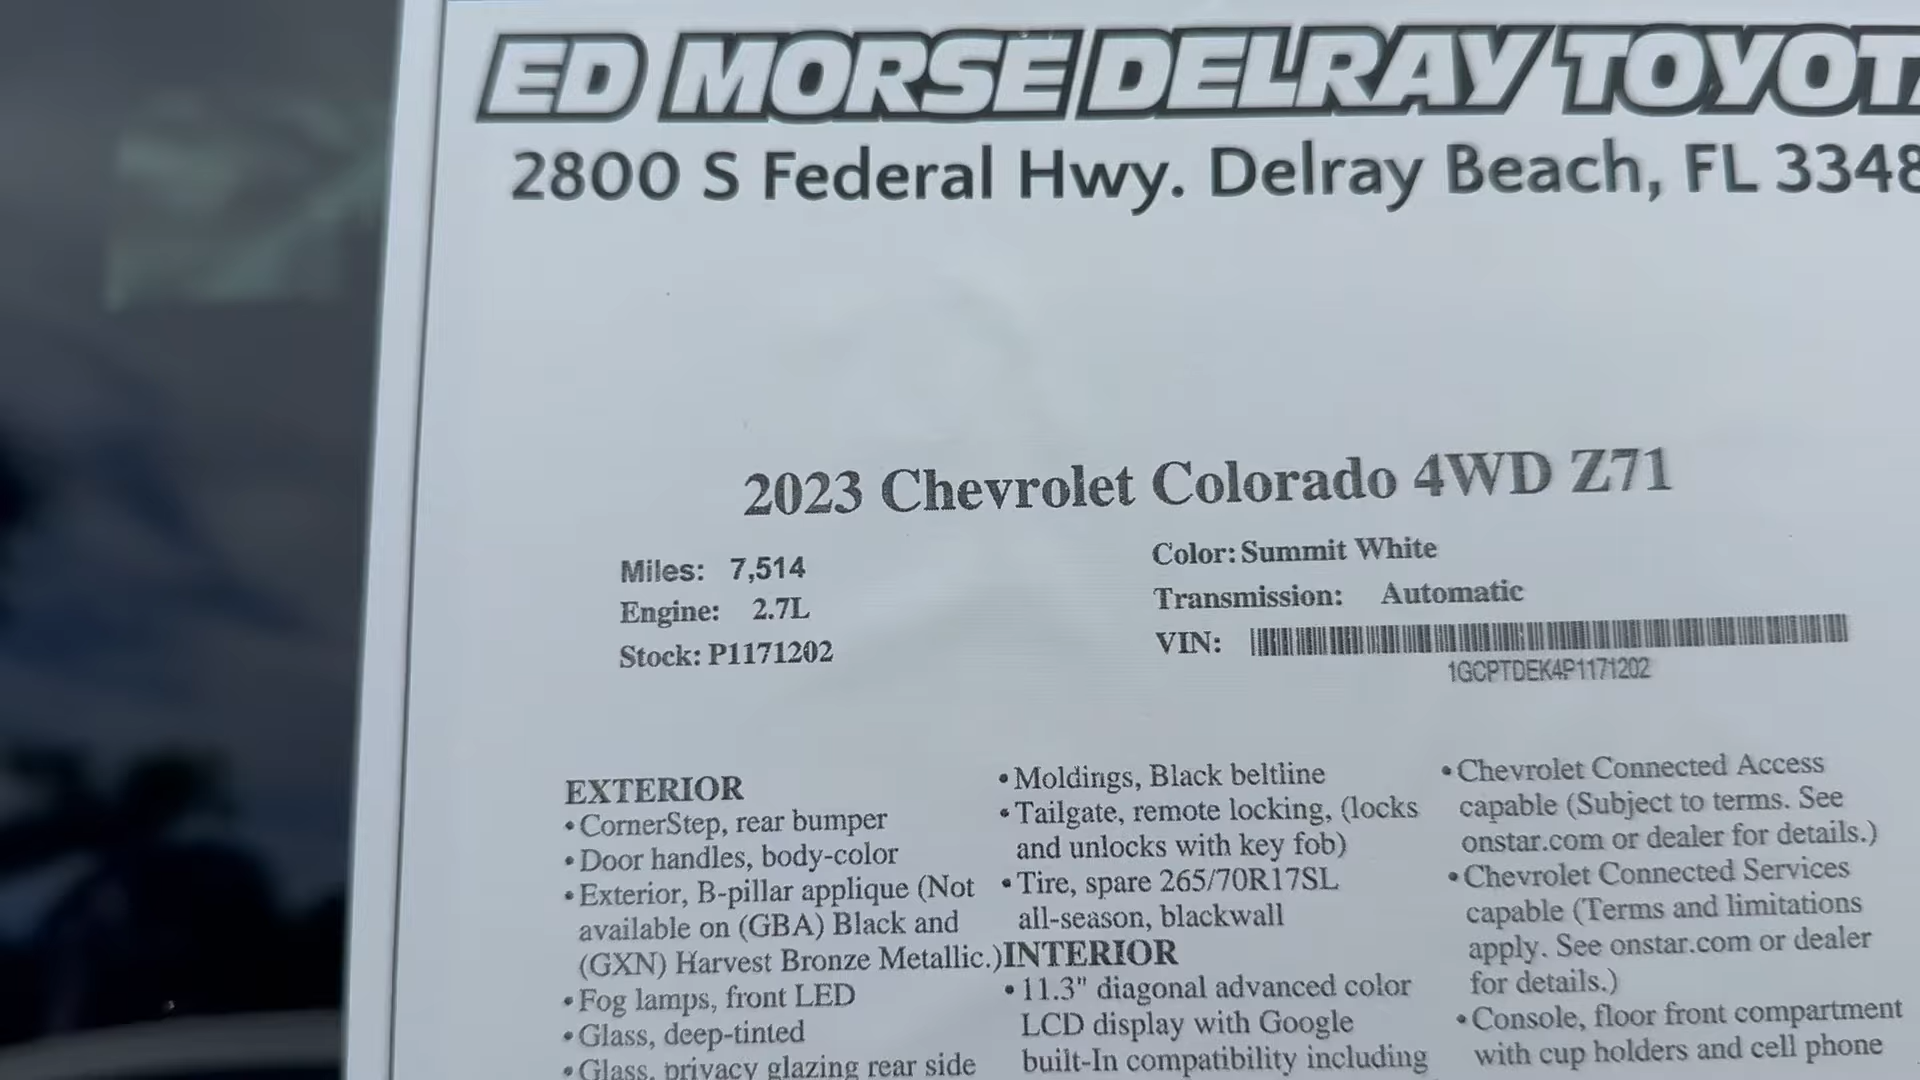 ED MORSE DELRAY TOYOTA
2800 S Federal Hwy. Delray Beach, FL 3348
2023 Chevrolet Colorado 4WD Z71
Miles: 7,514
Engine: 2.7L
Stock: P1171202
Color: Summit White
Transmission: Automatic
VIN:
1GCPTDEK4P1171202
EXTERIOR
• CornerStep, rear bumper
• Door handles, body-color
• Exterior, B-pillar applique (Not
available on (GBA) Black and
(GXN) Harvest Bronze Metallic.)
• Fog lamps, front LED
• Glass, deep-tinted
• Glass, privacy glazing rear side
• Moldings, Black beltline
• Tailgate, remote locking, (locks
and unlocks with key fob)
• Tire, spare 265/70R17SL
all-season, blackwall
INTERIOR
• 11.3" diagonal advanced color
LCD display with Google
built-In compatibility including
• Chevrolet Connected Access
capable (Subject to terms. See
onstar.com or dealer for details.)
• Chevrolet Connected Services
capable (Terms and limitations
apply. See onstar.com or dealer
for details.)
• Console, floor front compartment
with cup holders and cell phone